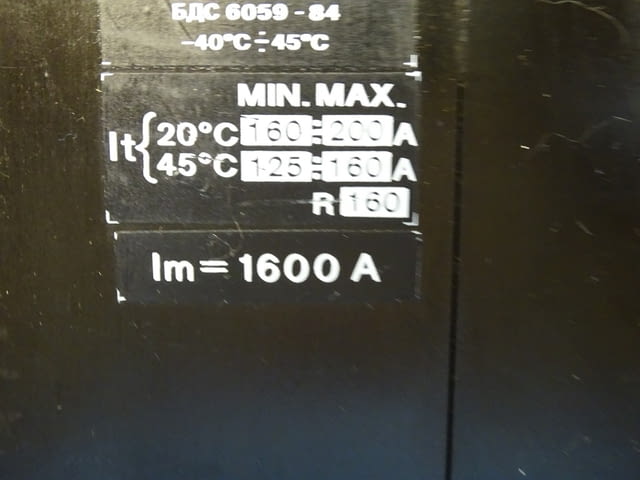 БДС 6059-84
-40°C÷45°C
MIN. MAX.
It { 20°C 160÷200 A
45°C 125÷160 A
R 160
Im = 1600 A